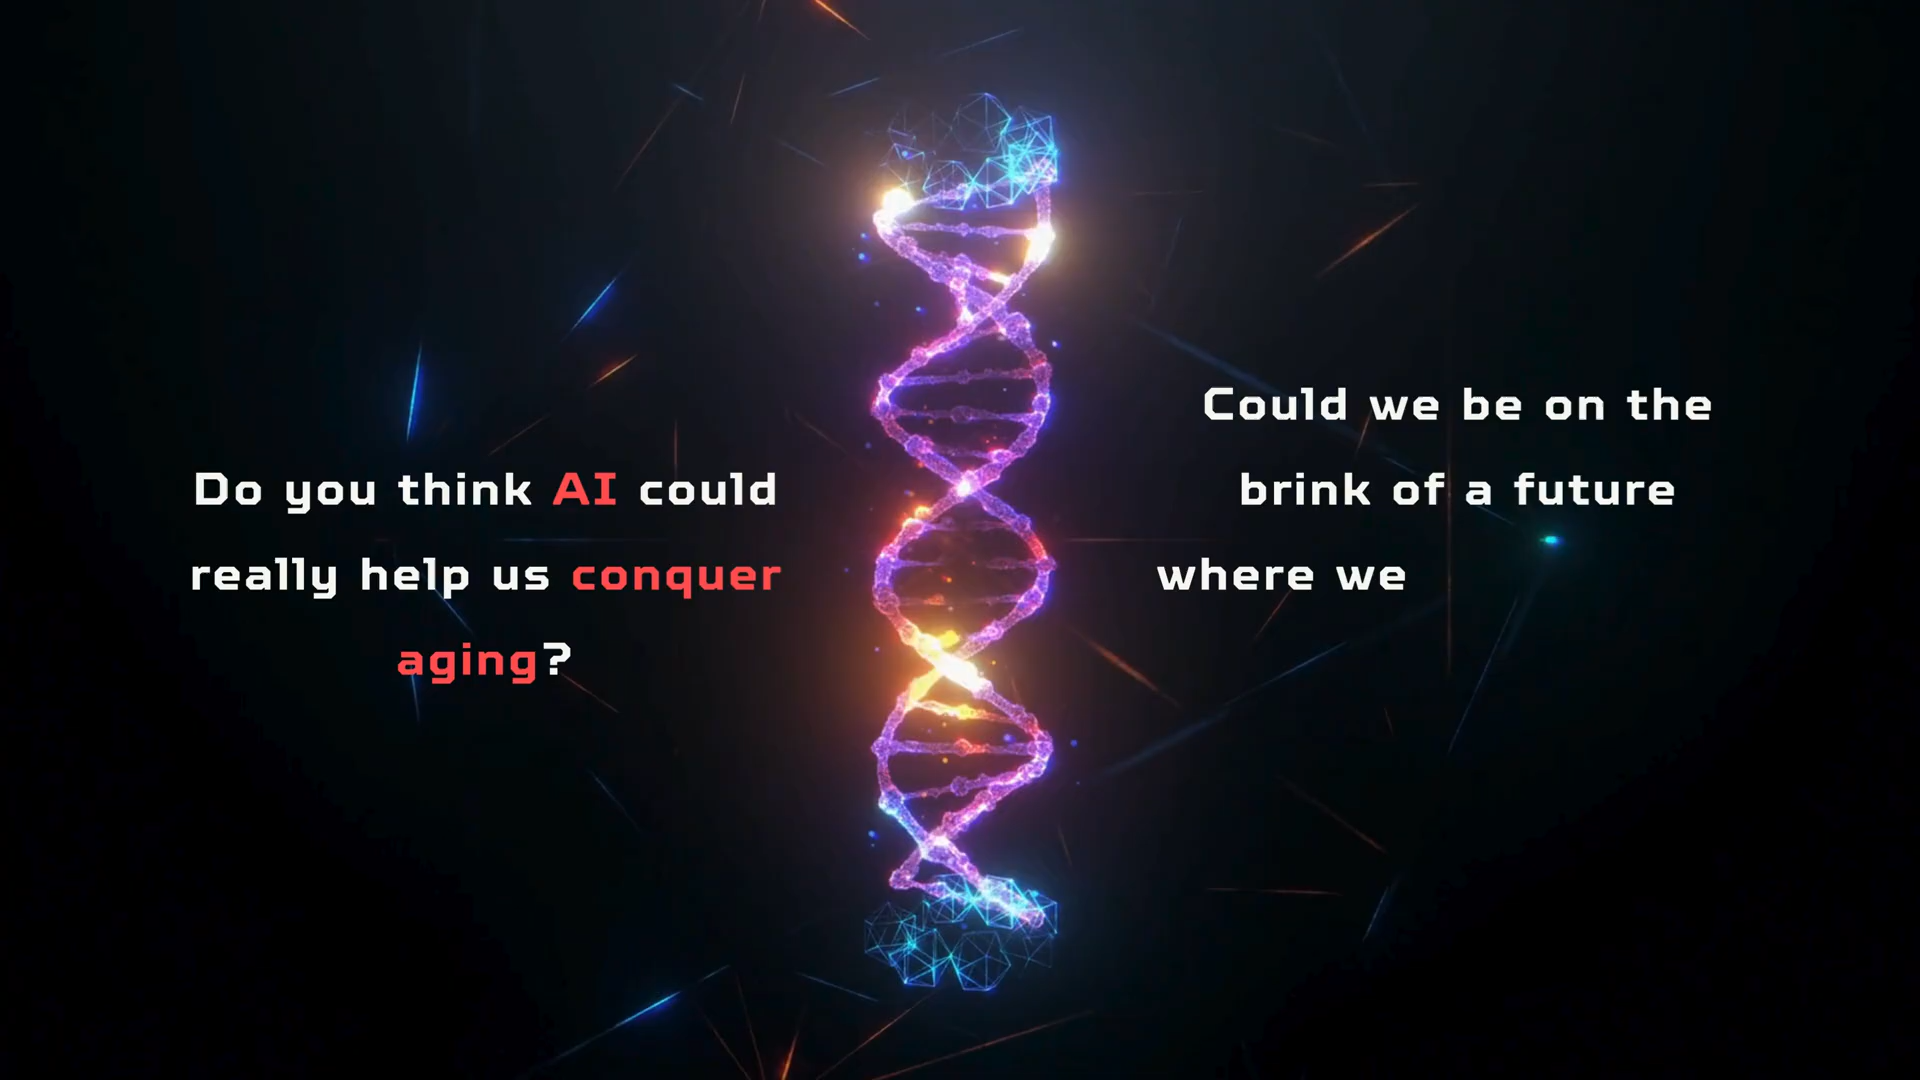 Do you think AI could
really help us conquer
aging?
Could we be on the
brink of a future
where we